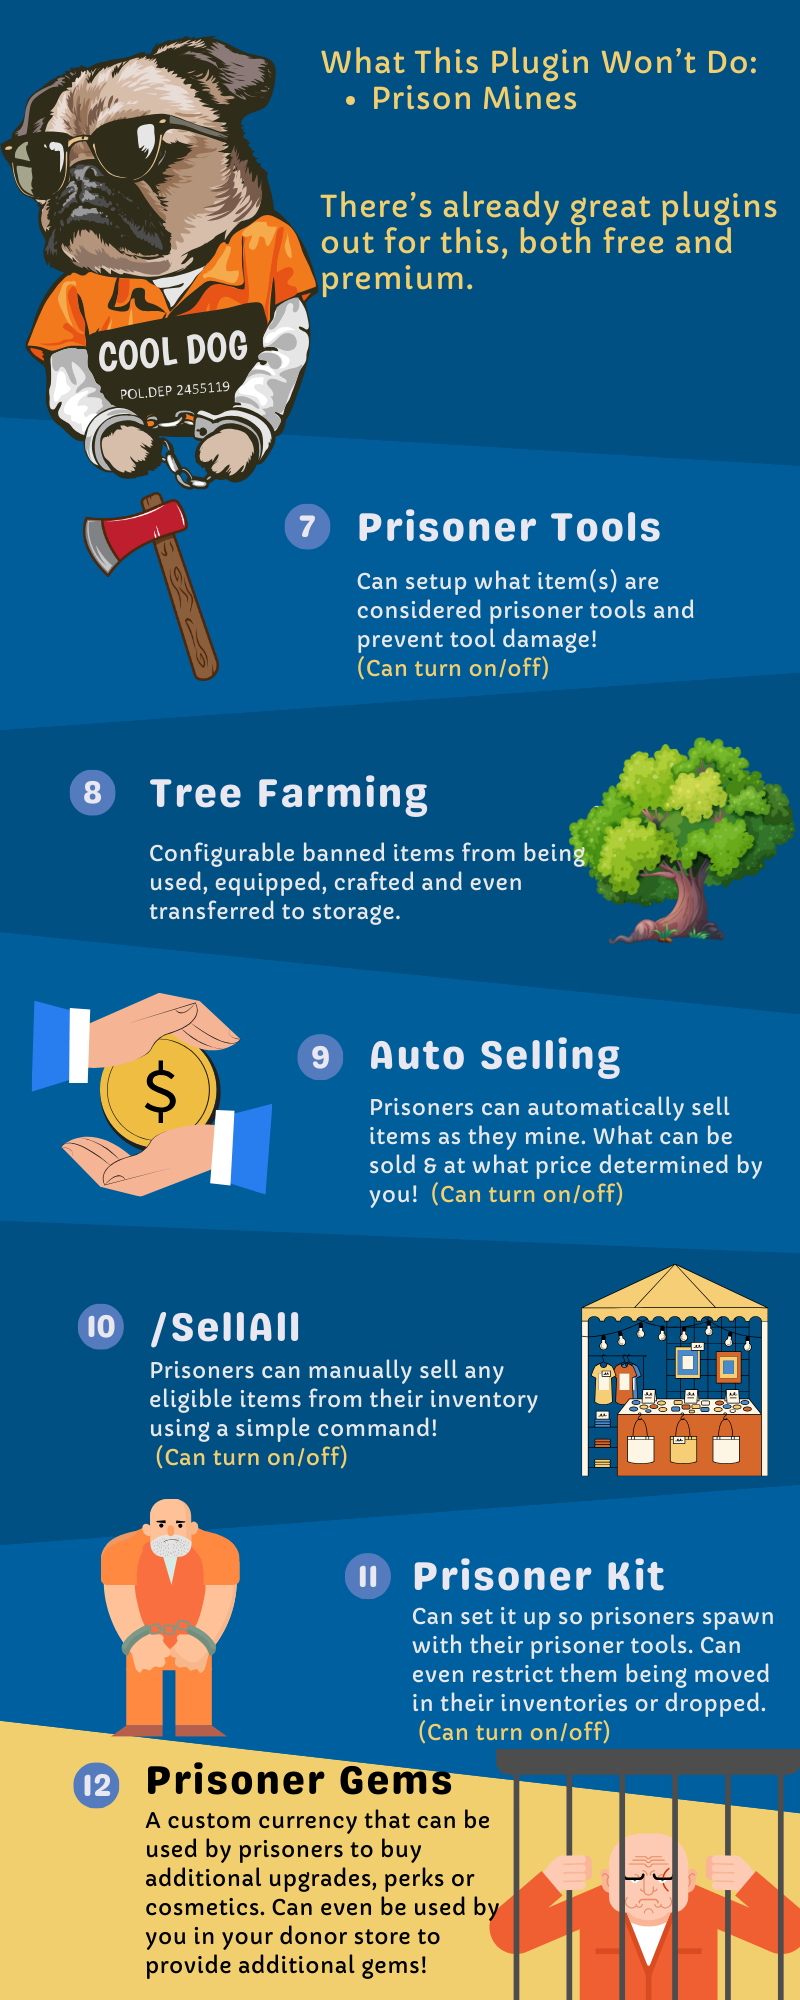 What This Plugin Won't Do:
• Prison Mines
There's already great plugins
out for this, both free and
premium.
COOL DOG
POL.DEP 2455119
7
Prisoner Tools
Can setup what item(s) are
considered prisoner tools and
prevent tool damage!
(Can turn on/off)
8
Tree Farming
Configurable banned items from being
used, equipped, crafted and even
transferred to storage.
$
9
Auto Selling
Prisoners can automatically sell
items as they mine. What can be
sold & at what price determined by
you! (Can turn on/off)
10
/SellAll
Prisoners can manually sell any
eligible items from their inventory
using a simple command!
(Can turn on/off)
11
Prisoner Kit
Can set it up so prisoners spawn
with their prisoner tools. Can
even restrict them being moved
in their inventories or dropped.
(Can turn on/off)
12
Prisoner Gems
A custom currency that can be
used by prisoners to buy
additional upgrades, perks or
cosmetics. Can even be used by
you in your donor store to
provide additional gems!